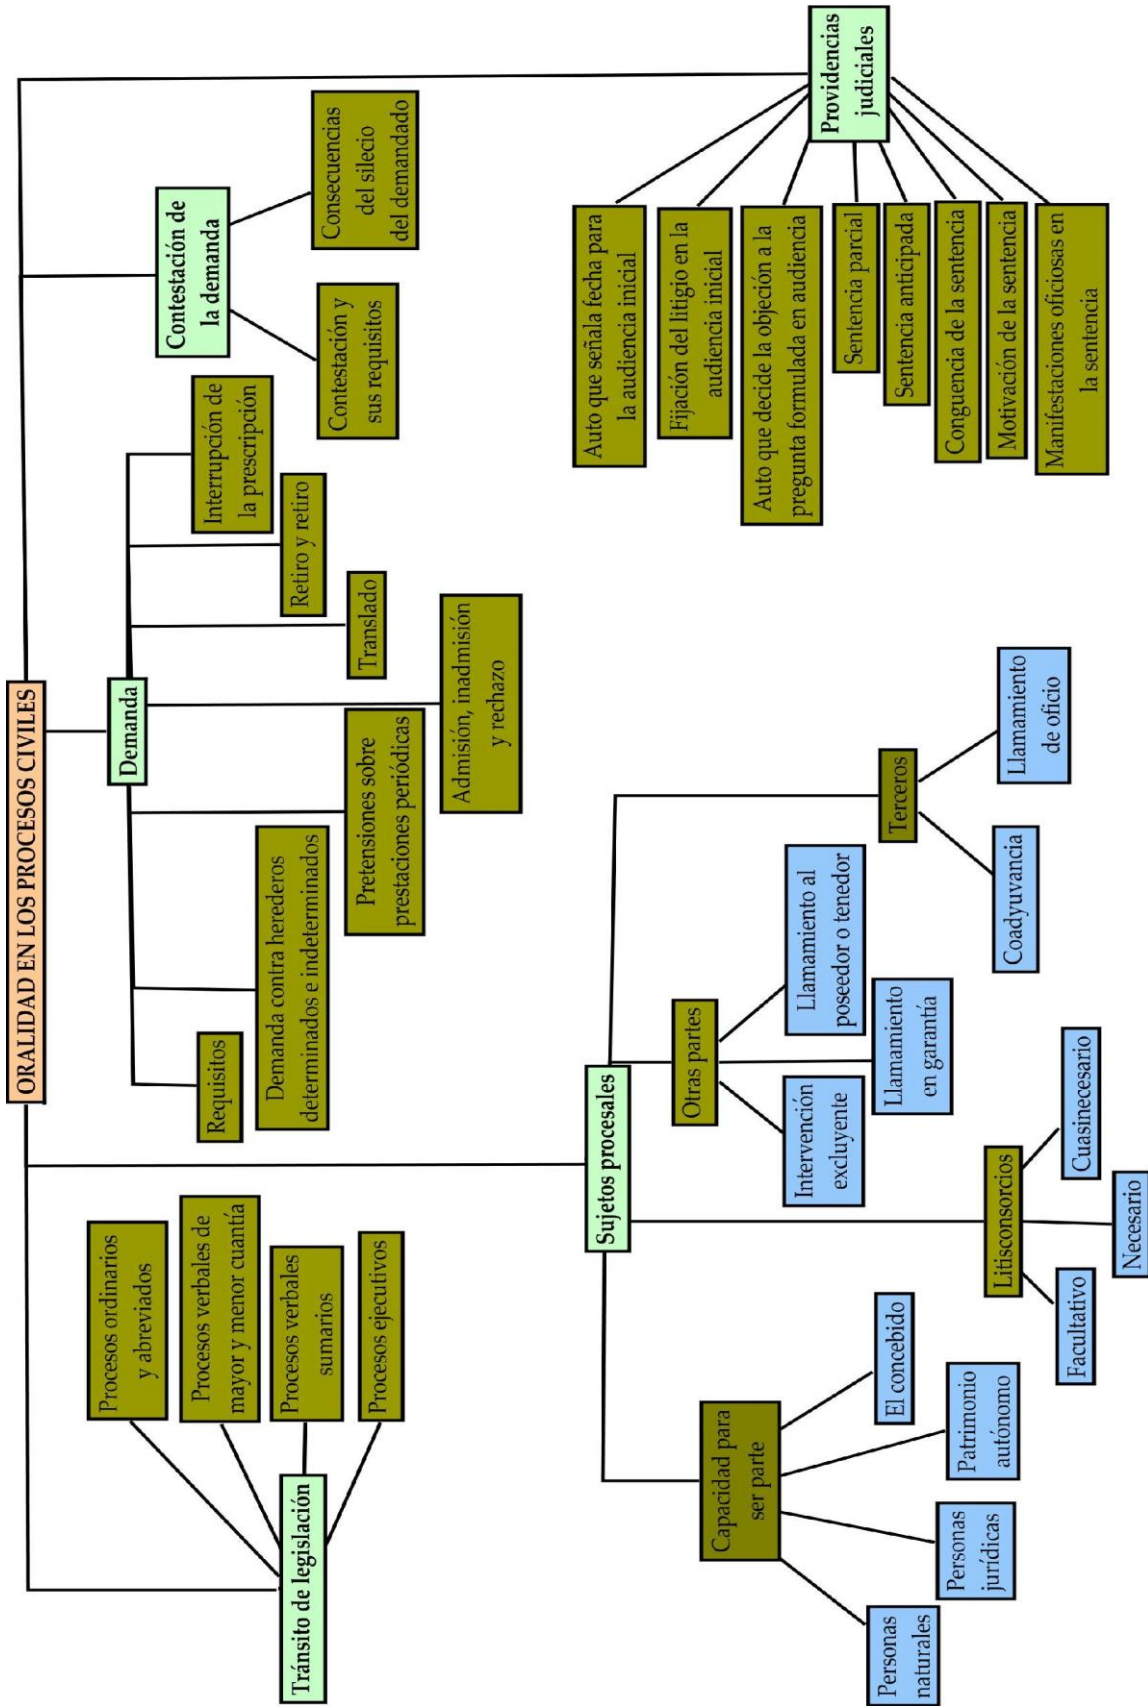 ORALIDAD EN LOS PROCESOS CIVILES
Tránsito de legislación
Procesos ordinarios
y abreviados
Procesos verbales de
mayor y menor cuantía
Procesos verbales
sumarios
Procesos ejecutivos
Demanda
Requisitos
Demanda contra herederos
determinados e indeterminados
Pretensiones sobre
prestaciones periódicas
Admisión, inadmisión
y rechazo
Translado
Retiro y retiro
Interrupción de
la prescripción
Contestación de
la demanda
Contestación y
sus requisitos
Consecuencias
del silecio
del demandado
Sujetos procesales
Capacidad para
ser parte
Personas
naturales
Personas
jurídicas
Patrimonio
autónomo
El concebido
Litisconsorcios
Facultativo
Necesario
Cuasinecesario
Otras partes
Intervención
excluyente
Llamamiento
en garantía
Llamamiento al
poseedor o tenedor
Terceros
Coadyuvancia
Llamamiento
de oficio
Providencias
judiciales
Auto que señala fecha para
la audiencia inicial
Fijación del litigio en la
audiencia inicial
Auto que decide la objeción a la
pregunta formulada en audiencia
Sentencia parcial
Sentencia anticipada
Conguencia de la sentencia
Motivación de la sentencia
Manifestaciones oficiosas en
la sentencia